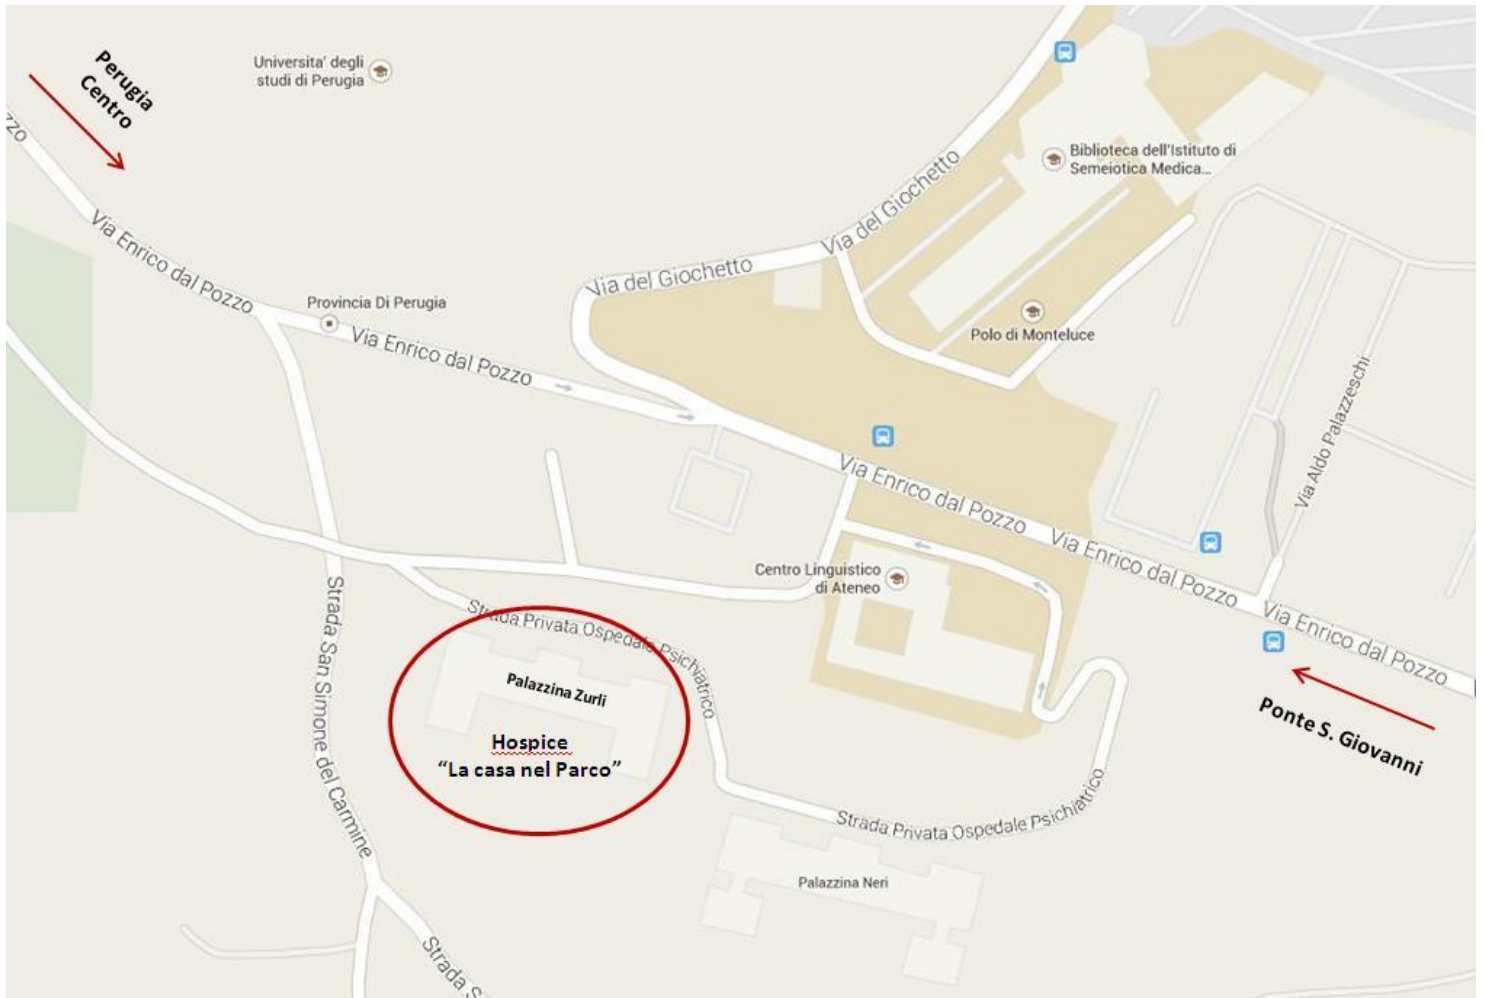 Perugia
Centro
Universita' degli
studi di Perugia
zzo
Via Enrico dal Pozzo
Provincia Di Perugia
Via Enrico dal Pozzo
Via del Giochetto
Via del Giochetto
Biblioteca dell'Istituto di
Semeiotica Medica...
Polo di Monteluce
Via Aldo Palazzeschi
Via Enrico dal Pozzo
Via Enrico dal Pozzo
Via Enrico dal Pozzo
Centro Linguistico
di Ateneo
Strada San Simone del Carmine
Strada Privata Ospedale Psichiatrico
Palazzina Zurli
Hospice
“La casa nel Parco”
Ponte S. Giovanni
Strada Privata Ospedale Psichiatrico
Palazzina Neri
Strada S